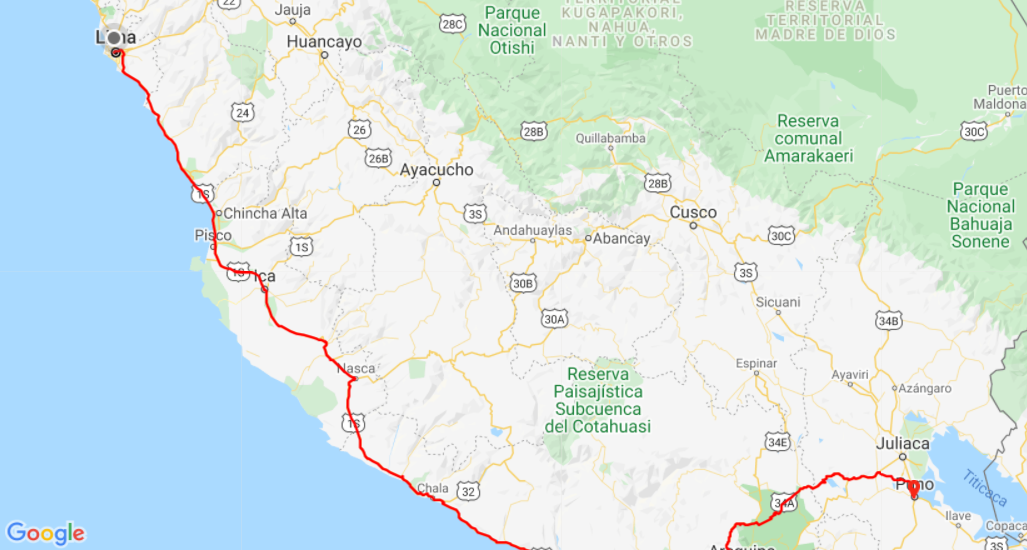 22
Jauja
28C
Parque
Nacional
Otishi
TERRITORIAL
KUGAPAKORI,
NAHUA,
NANTI Y OTROS
RESERVA
TERRITORIAL
MADRE DE DIOS
Lima
Huancayo
24
26
28B
Quillabamba
Reserva
comunal
Amarakaeri
Puerto
Maldonado
30C
26B
Ayacucho
28B
1S
Chincha Alta
3S
Cusco
Parque
Nacional
Bahuaja
Sonene
Pisco
1S
Andahuaylas
Abancay
30C
1S
Ica
30B
3S
Sicuani
30A
34B
Nasca
Reserva
Paisajística
Subcuenca
del Cotahuasi
Espinar
Ayaviri
Azángaro
1S
34E
Juliaca
Chala
32
34A
Puno
Titicaca
Ilave
Copaca
Google
Arequipa
3S